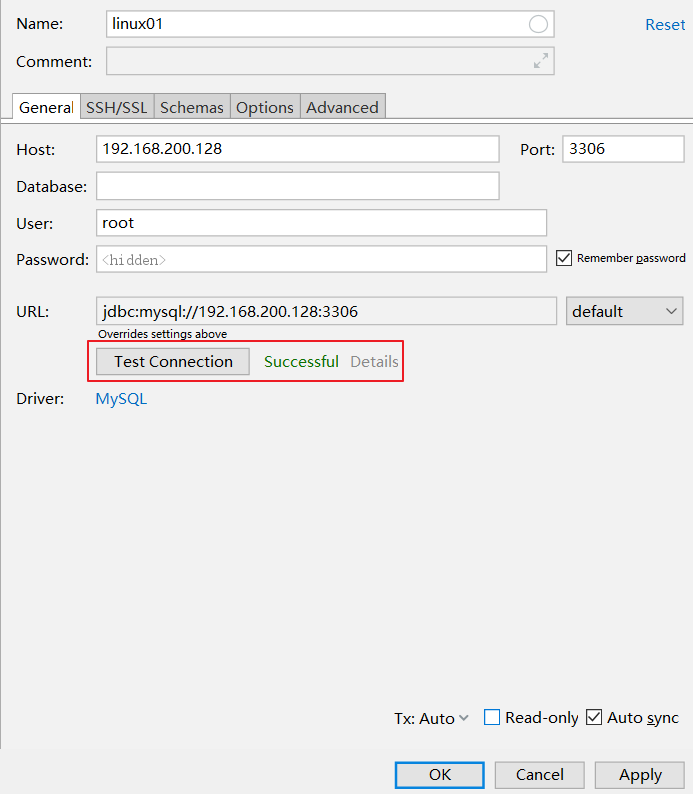 Name: linux01 Reset
Comment:
General SSH/SSL Schemas Options Advanced
Host: 192.168.200.128 Port: 3306
Database:
User: root
Password: <hidden> Remember password
URL: jdbc:mysql://192.168.200.128:3306 default
Overrides settings above
Test Connection Successful Details
Driver: MySQL
Tx: Auto Read-only Auto sync
OK Cancel Apply